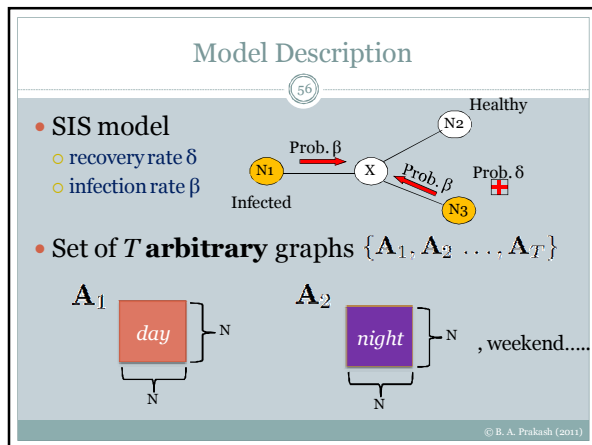 Model Description
56
• SIS model
○ recovery rate δ
○ infection rate β
Healthy
N2
Prob. β
N1
X
Prob. β
Prob. δ
N3
Infected
• Set of T arbitrary graphs {A₁, A₂ ..., A_T}
A₁
day
N
N
A₂
night
N
N
, weekend.....
© B. A. Prakash (2011)